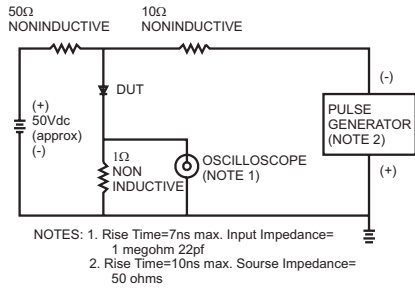 50Ω
NONINDUCTIVE
10Ω
NONINDUCTIVE
(+)
50Vdc
(approx)
(-)
DUT
1Ω
NON
INDUCTIVE
OSCILLOSCOPE
(NOTE 1)
(-)
PULSE
GENERATOR
(NOTE 2)
(+)
NOTES: 1. Rise Time=7ns max. Input Impedance=
1 megohm 22pf
2. Rise Time=10ns max. Sourse Impedance=
50 ohms